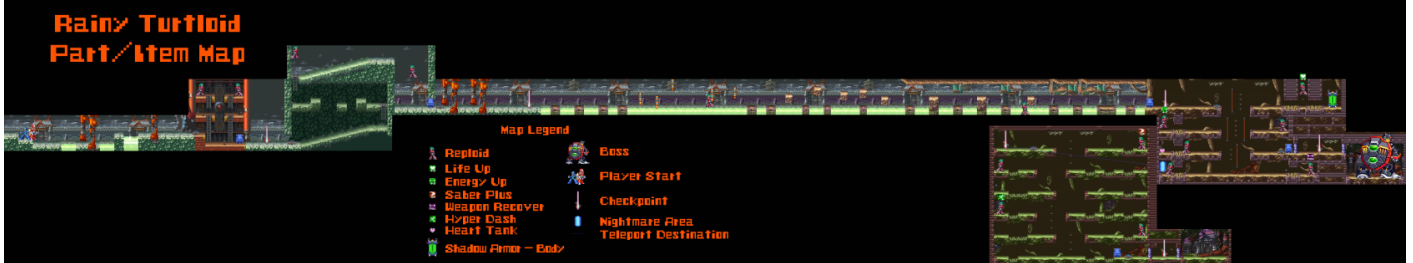 Rainy Turtloid
Part/Item Map
Map Legend
Reploid
Life Up
Energy Up
Saber Plus
Weapon Recover
Hyper Dash
Heart Tank
Shadow Armor - Body
Boss
Player Start
Checkpoint
Nightmare Area
Teleport Destination